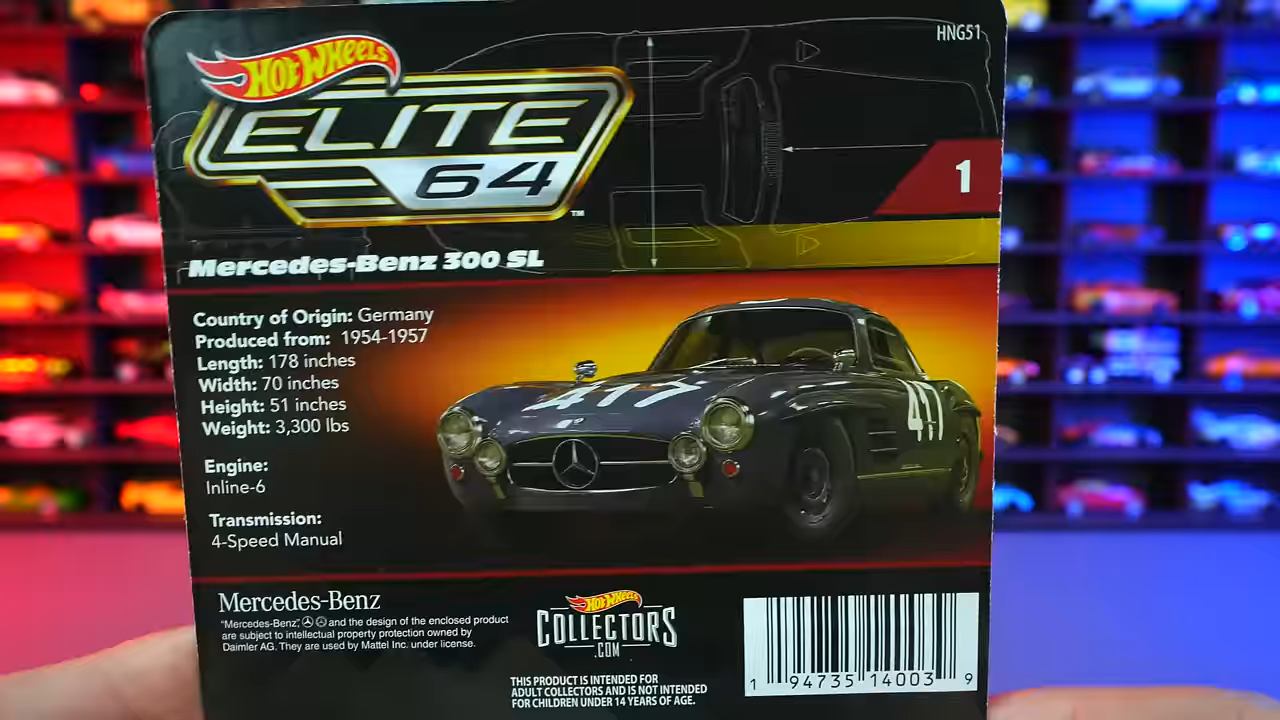 HNG51
HOT WHEELS
ELITE
64
™
1
Mercedes-Benz 300 SL
Country of Origin: Germany
Produced from: 1954-1957
Length: 178 inches
Width: 70 inches
Height: 51 inches
Weight: 3,300 lbs
Engine:
Inline-6
Transmission:
4-Speed Manual
417
417
Mercedes-Benz
"Mercedes-Benz", and the design of the enclosed product
are subject to intellectual property protection owned by
Daimler AG. They are used by Mattel Inc. under license.
HOT WHEELS
COLLECTORS
.COM
THIS PRODUCT IS INTENDED FOR
ADULT COLLECTORS AND IS NOT INTENDED
FOR CHILDREN UNDER 14 YEARS OF AGE.
1 94735 14003 9